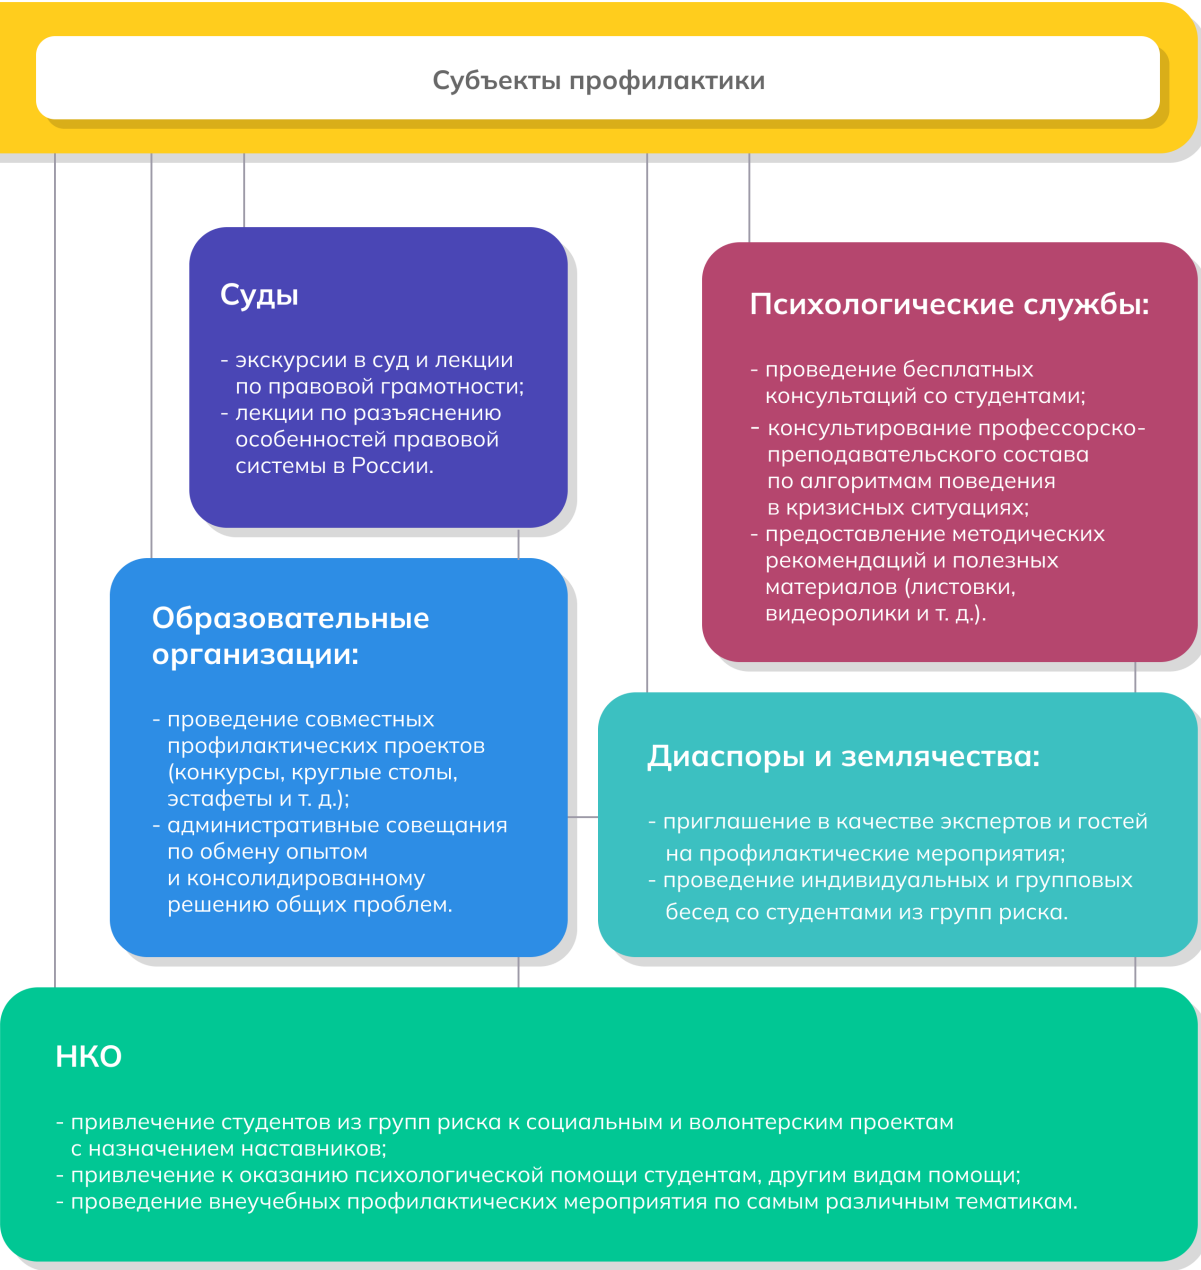 Субъекты профилактики
Суды
- экскурсии в суд и лекции
по правовой грамотности;
- лекции по разъяснению
особенностей правовой
системы в России.
Психологические службы:
- проведение бесплатных
консультаций со студентами;
- консультирование профессорско-
преподавательского состава
по алгоритмам поведения
в кризисных ситуациях;
- предоставление методических
рекомендаций и полезных
материалов (листовки,
видеоролики и т. д.).
Образовательные
организации:
- проведение совместных
профилактических проектов
(конкурсы, круглые столы,
эстафеты и т. д.);
- административные совещания
по обмену опытом
и консолидированному
решению общих проблем.
Диаспоры и землячества:
- приглашение в качестве экспертов и гостей
на профилактические мероприятия;
- проведение индивидуальных и групповых
бесед со студентами из групп риска.
НКО
- привлечение студентов из групп риска к социальным и волонтерским проектам
с назначением наставников;
- привлечение к оказанию психологической помощи студентам, другим видам помощи;
- проведение внеучебных профилактических мероприятия по самым различным тематикам.